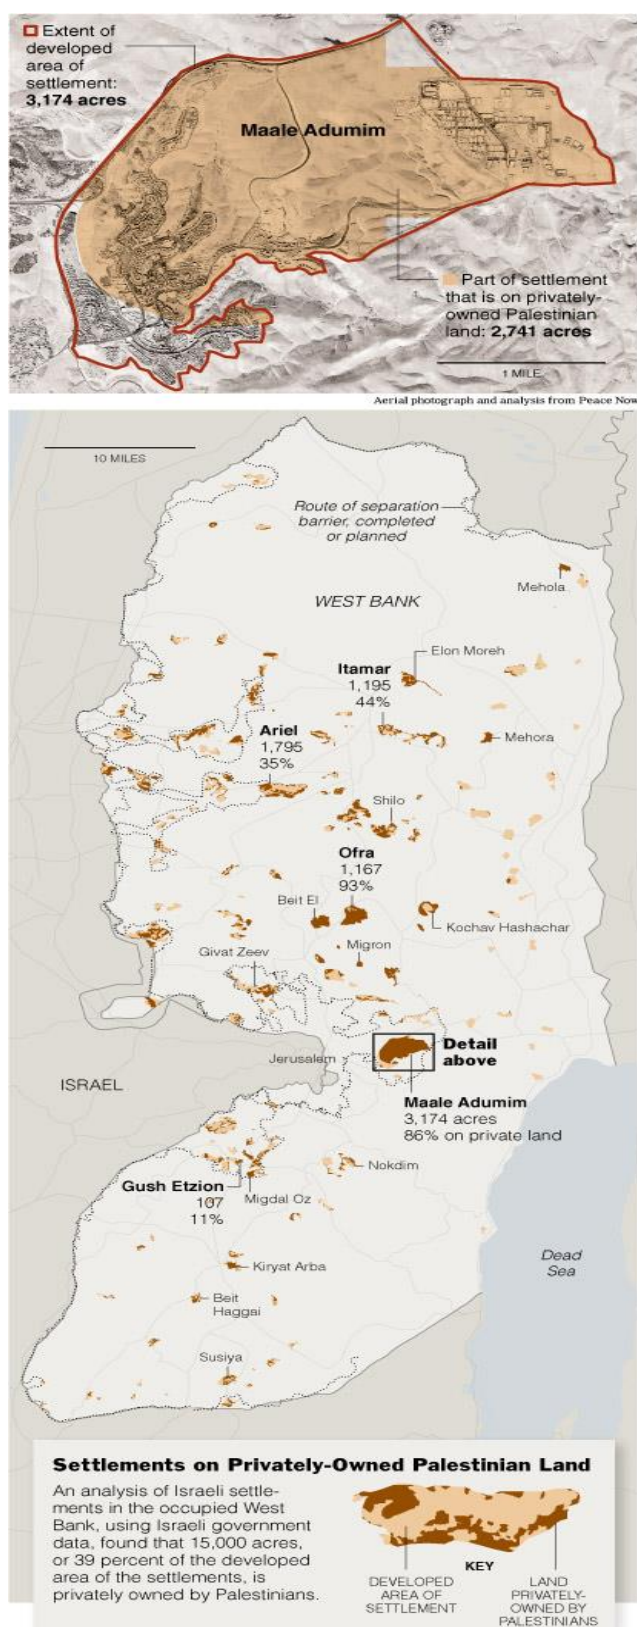 Extent of
developed
area of
settlement:
3,174 acres
Maale Adumim
Part of settlement
that is on privately-
owned Palestinian
land: 2,741 acres
1 MILE
Aerial photograph and analysis from Peace Now
10 MILES
Route of separation
barrier, completed
or planned
Mehola
WEST BANK
Elon Moreh
Itamar
1,195
44%
Ariel
1,795
35%
Mehora
Shilo
Ofra
1,167
93%
Beit El
Kochav Hashachar
Givat Zeev
Migron
Jerusalem
Detail
above
ISRAEL
Maale Adumim
3,174 acres
86% on private land
Nokdim
Gush Etzion
107
11%
Migdal Oz
Kiryat Arba
Dead
Sea
Beit
Haggai
Susiya
Settlements on Privately-Owned Palestinian Land
An analysis of Israeli settle-
ments in the occupied West
Bank, using Israeli government
data, found that 15,000 acres,
or 39 percent of the developed
area of the settlements, is
privately owned by Palestinians.
KEY
DEVELOPED
AREA OF
SETTLEMENT
LAND
PRIVATELY-
OWNED BY
PALESTINIANS